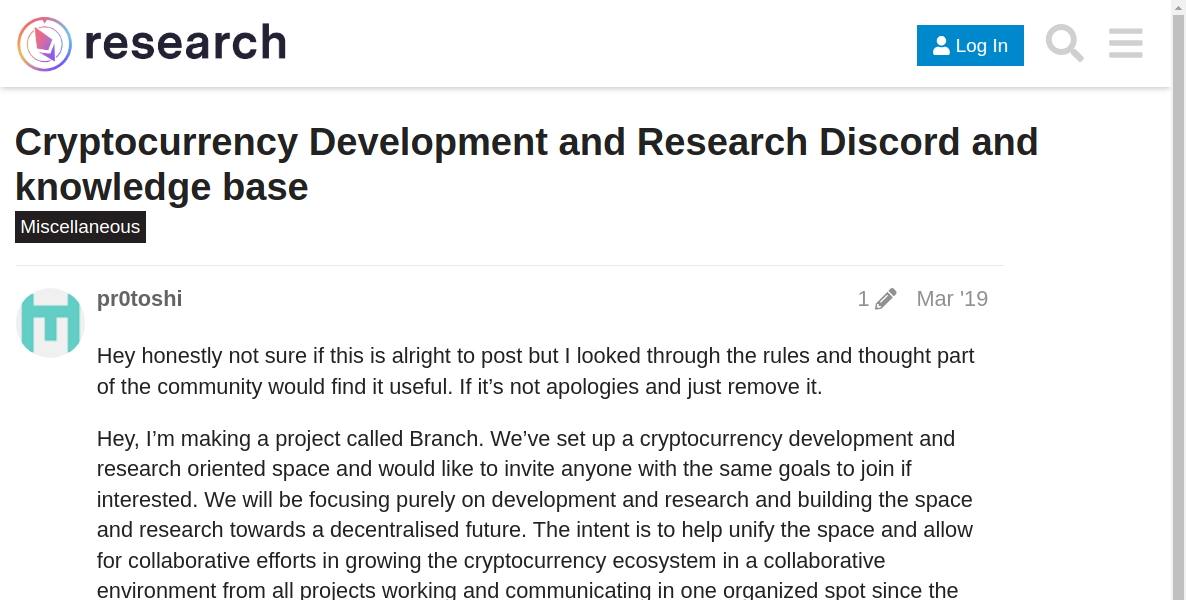 research
Log In
Cryptocurrency Development and Research Discord and
knowledge base
Miscellaneous
pr0toshi
1
Mar '19
Hey honestly not sure if this is alright to post but I looked through the rules and thought part
of the community would find it useful. If it’s not apologies and just remove it.
Hey, I’m making a project called Branch. We’ve set up a cryptocurrency development and
research oriented space and would like to invite anyone with the same goals to join if
interested. We will be focusing purely on development and research and building the space
and research towards a decentralised future. The intent is to help unify the space and allow
for collaborative efforts in growing the cryptocurrency ecosystem in a collaborative
environment from all projects working and communicating in one organized spot since the